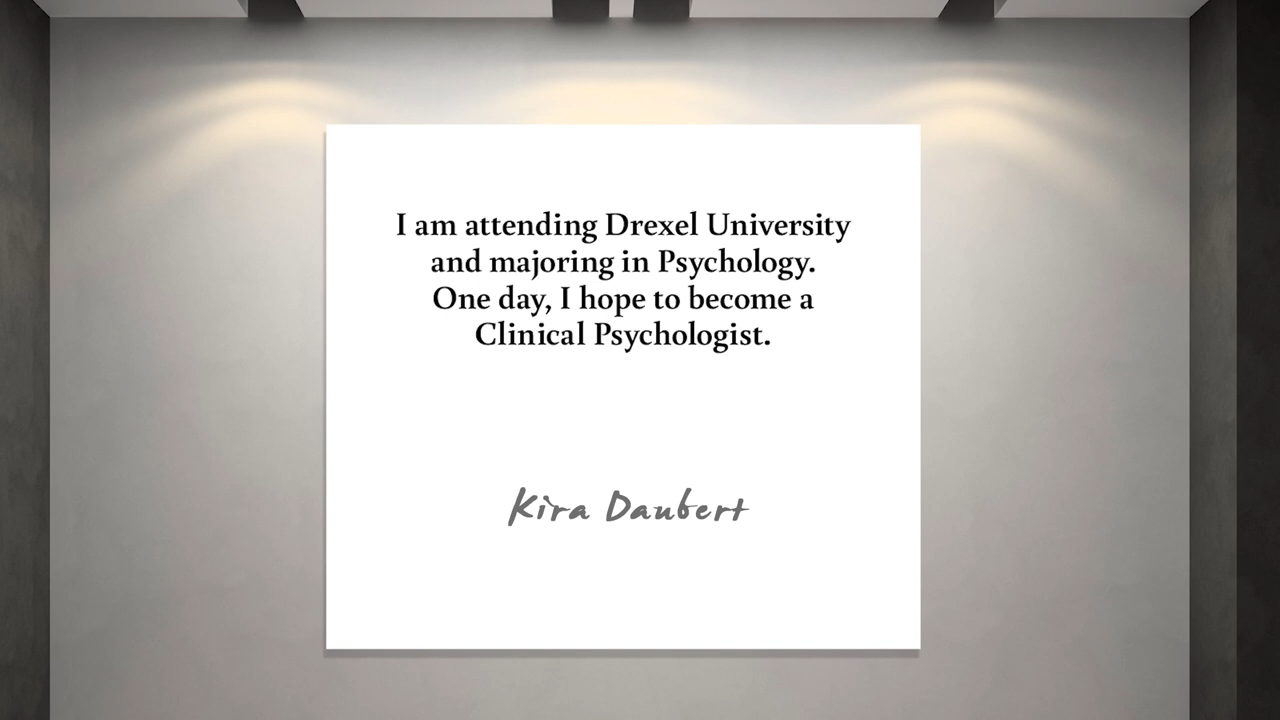 I am attending Drexel University
and majoring in Psychology.
One day, I hope to become a
Clinical Psychologist.
Kira Daubert